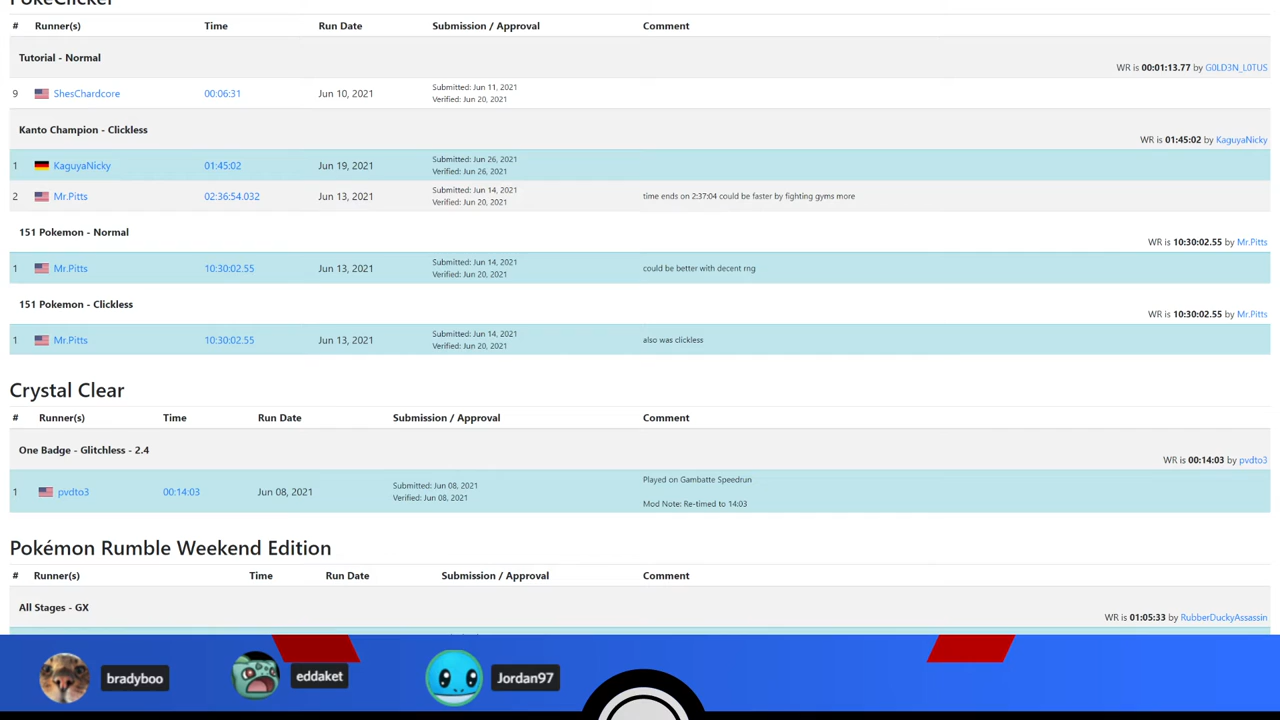 PokéClicker
# Runner(s) Time Run Date Submission / Approval Comment
Tutorial - Normal
WR is 00:01:13.77 by G0LD3N_L0TUS
9 ShesChardcore 00:06:31 Jun 10, 2021 Submitted: Jun 11, 2021
Verified: Jun 20, 2021
Kanto Champion - Clickless
WR is 01:45:02 by KaguyaNicky
1 KaguyaNicky 01:45:02 Jun 19, 2021 Submitted: Jun 26, 2021
Verified: Jun 26, 2021
2 Mr.Pitts 02:36:54.032 Jun 13, 2021 Submitted: Jun 14, 2021 time ends on 2:37:04 could be faster by fighting gyms more
Verified: Jun 20, 2021
151 Pokemon - Normal
WR is 10:30:02.55 by Mr.Pitts
1 Mr.Pitts 10:30:02.55 Jun 13, 2021 Submitted: Jun 14, 2021 could be better with decent rng
Verified: Jun 20, 2021
151 Pokemon - Clickless
WR is 10:30:02.55 by Mr.Pitts
1 Mr.Pitts 10:30:02.55 Jun 13, 2021 Submitted: Jun 14, 2021 also was clickless
Verified: Jun 20, 2021
Crystal Clear
# Runner(s) Time Run Date Submission / Approval Comment
One Badge - Glitchless - 2.4
WR is 00:14:03 by pvdto3
1 pvdto3 00:14:03 Jun 08, 2021 Submitted: Jun 08, 2021 Played on Gambatte Speedrun
Verified: Jun 08, 2021
Mod Note: Re-timed to 14:03
Pokémon Rumble Weekend Edition
# Runner(s) Time Run Date Submission / Approval Comment
All Stages - GX
WR is 01:05:33 by RubberDuckyAssassin
bradyboo eddaket Jordan97